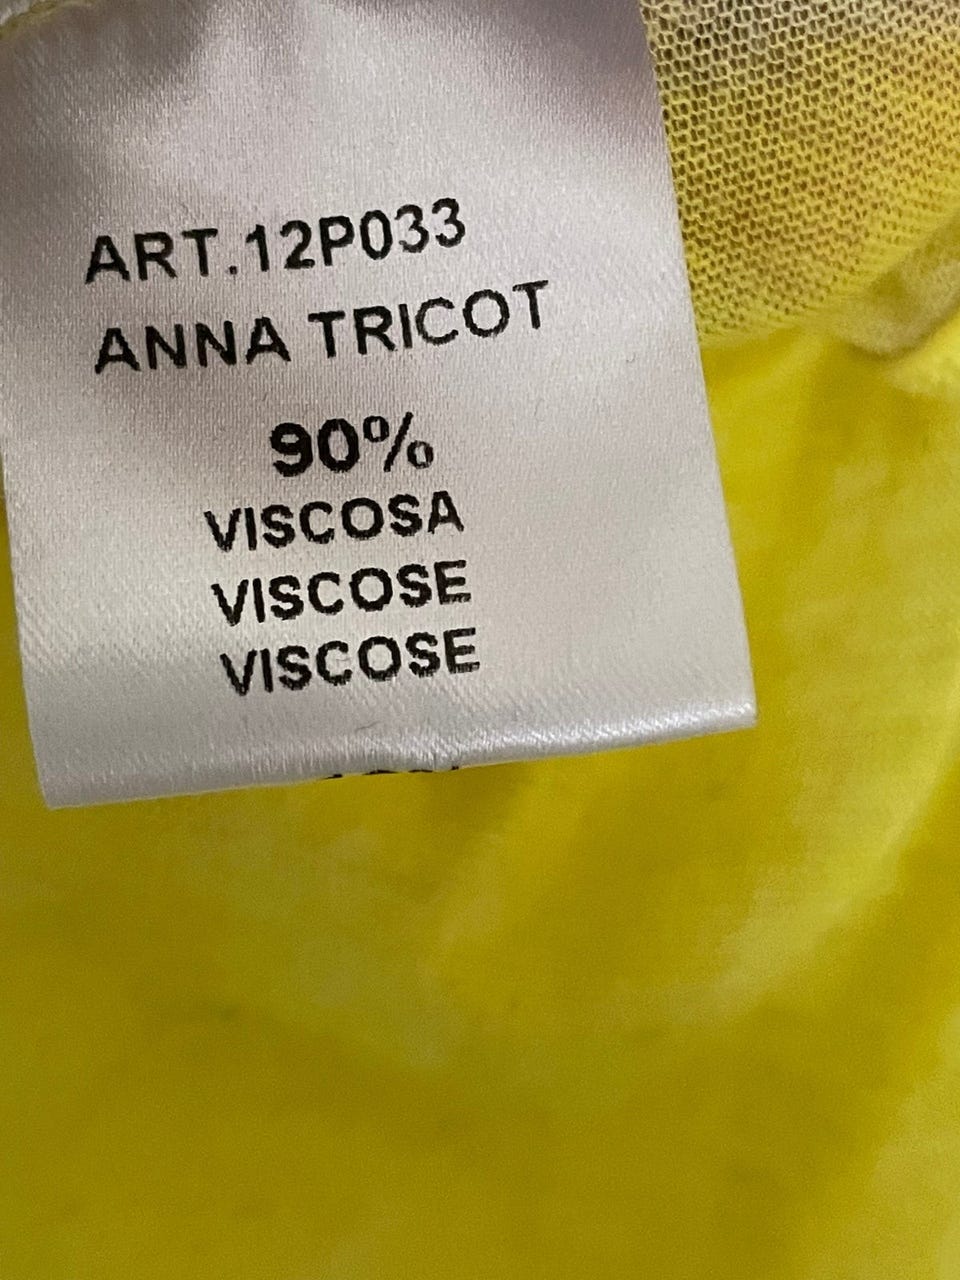 ART.12P033
ANNA TRICOT
90%
VISCOSA
VISCOSE
VISCOSE